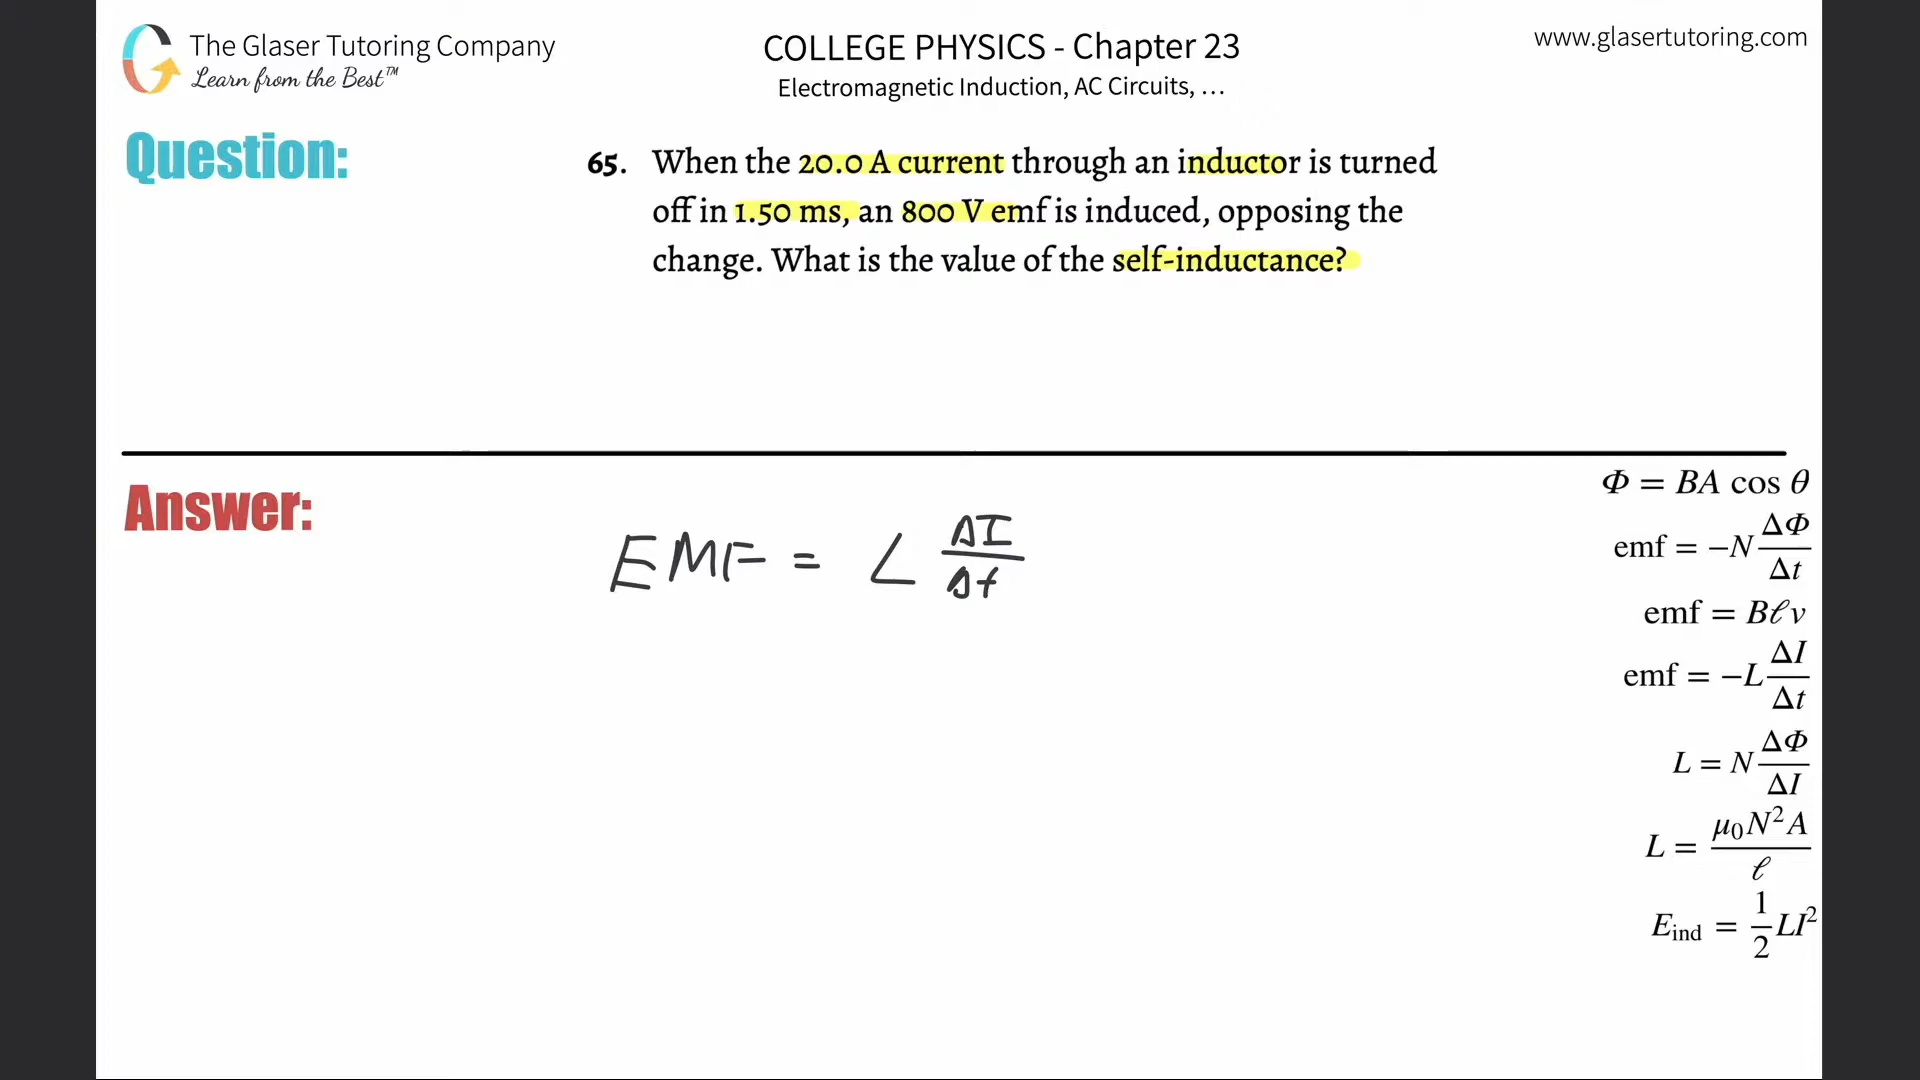 The Glaser Tutoring Company
Learn from the Best™
COLLEGE PHYSICS - Chapter 23
Electromagnetic Induction, AC Circuits, …
www.glasertutoring.com
Question:
65. When the 20.0 A current through an inductor is turned
off in 1.50 ms, an 800 V emf is induced, opposing the
change. What is the value of the self-inductance?
Answer:
EMF = L ΔI/Δt
Φ = BA cos θ
emf = −N ΔΦ/Δt
emf = Bℓv
emf = −L ΔI/Δt
L = N ΔΦ/ΔI
L = μ₀N²A/ℓ
E_ind = 1/2 LI²